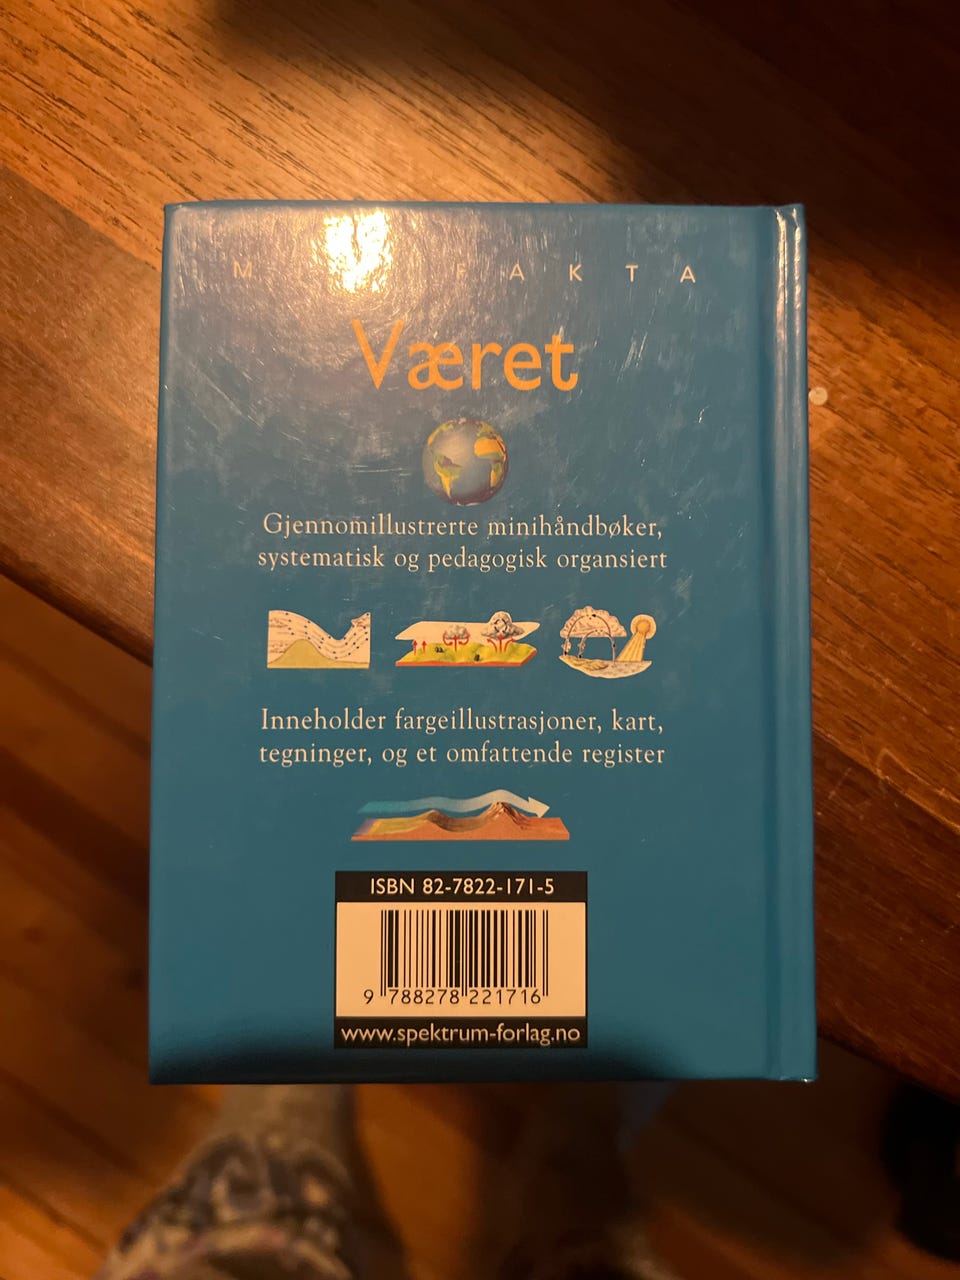 M FAKTA
Været
Gjennomillustrerte minihåndbøker,
systematisk og pedagogisk organsiert
Inneholder fargeillustrasjoner, kart,
tegninger, og et omfattende register
ISBN 82-7822-171-5
9 788278 221716
www.spektrum-forlag.no